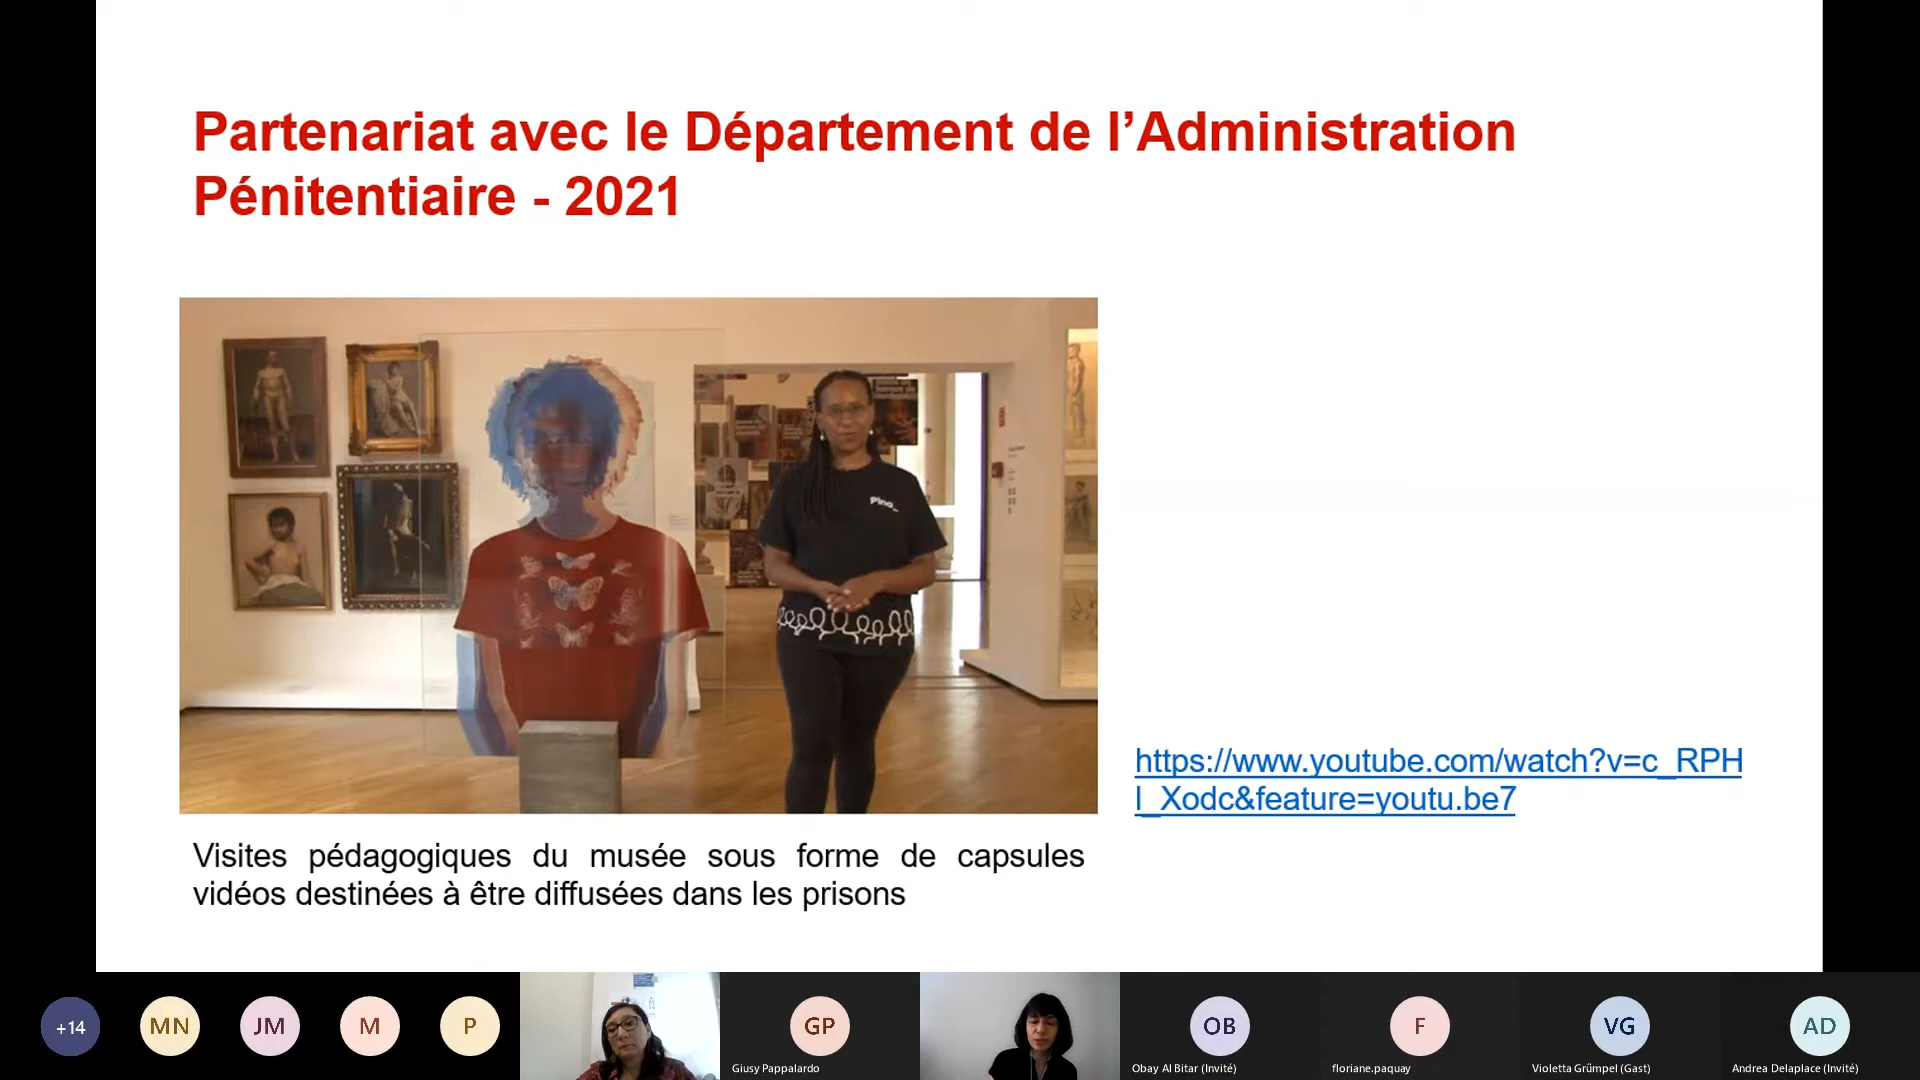 Partenariat avec le Département de l’Administration
Pénitentiaire - 2021
Pina_
https://www.youtube.com/watch?v=c_RPH
I_Xodc&feature=youtu.be7
Visites pédagogiques du musée sous forme de capsules
vidéos destinées à être diffusées dans les prisons
+14
MN
JM
M
P
GP
OB
F
VG
AD
Giusy Pappalardo
Obay Al Bitar (Invité)
floriane.paquay
Violetta Grümpel (Gast)
Andrea Delaplace (Invité)